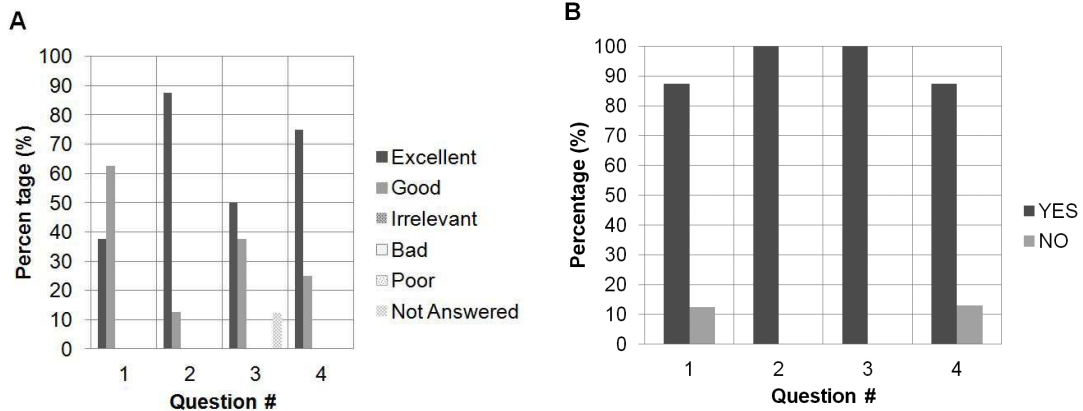 A
Percen tage (%)
100
90
80
70
60
50
40
30
20
10
0
1 2 3 4
Question #
Excellent
Good
Irrelevant
Bad
Poor
Not Answered
B
Percentage (%)
100
90
80
70
60
50
40
30
20
10
0
1 2 3 4
Question #
YES
NO